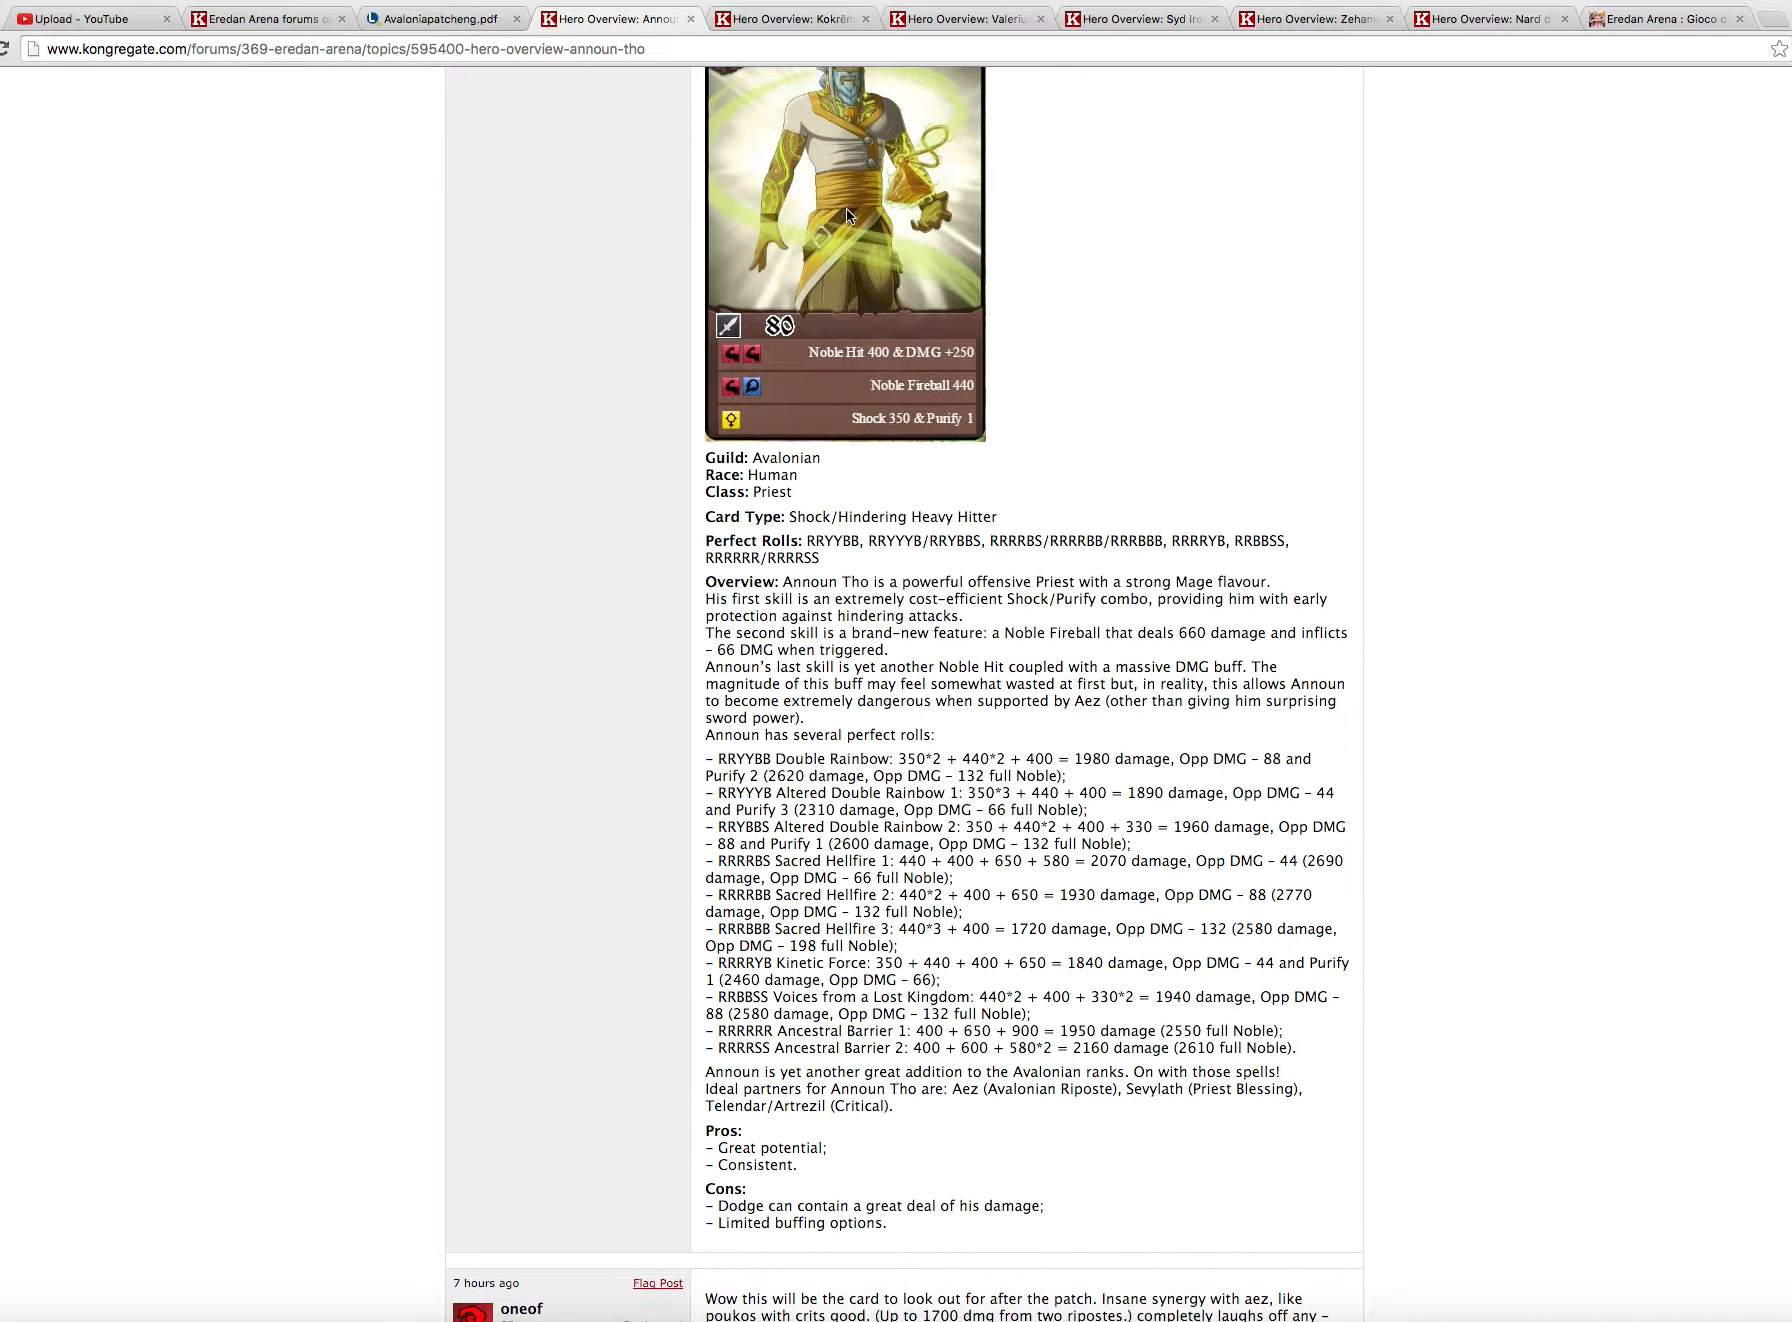 Upload - YouTube
Eredan Arena forums o
Avaloniapatcheng.pdf
Hero Overview: Annou
Hero Overview: Kokrëm
Hero Overview: Valeriu
Hero Overview: Syd Iro
Hero Overview: Zehani
Hero Overview: Nard d
Eredan Arena : Gioco d
www.kongregate.com/forums/369-eredan-arena/topics/595400-hero-overview-announ-tho
80
Noble Hit 400 & DMG +250
Noble Fireball 440
Shock 350 & Purify 1
Guild: Avalonian
Race: Human
Class: Priest
Card Type: Shock/Hindering Heavy Hitter
Perfect Rolls: RRYYBB, RRYYYB/RRYBBS, RRRRBS/RRRRBB/RRRBBB, RRRRYB, RRBBSS,
RRRRRR/RRRRSS
Overview: Announ Tho is a powerful offensive Priest with a strong Mage flavour.
His first skill is an extremely cost-efficient Shock/Purify combo, providing him with early
protection against hindering attacks.
The second skill is a brand-new feature: a Noble Fireball that deals 660 damage and inflicts
- 66 DMG when triggered.
Announ's last skill is yet another Noble Hit coupled with a massive DMG buff. The
magnitude of this buff may feel somewhat wasted at first but, in reality, this allows Announ
to become extremely dangerous when supported by Aez (other than giving him surprising
sword power).
Announ has several perfect rolls:
- RRYYBB Double Rainbow: 350*2 + 440*2 + 400 = 1980 damage, Opp DMG - 88 and
Purify 2 (2620 damage, Opp DMG - 132 full Noble);
- RRYYYB Altered Double Rainbow 1: 350*3 + 440 + 400 = 1890 damage, Opp DMG - 44
and Purify 3 (2310 damage, Opp DMG - 66 full Noble);
- RRYBBS Altered Double Rainbow 2: 350 + 440*2 + 400 + 330 = 1960 damage, Opp DMG
- 88 and Purify 1 (2600 damage, Opp DMG - 132 full Noble);
- RRRRBS Sacred Hellfire 1: 440 + 400 + 650 + 580 = 2070 damage, Opp DMG - 44 (2690
damage, Opp DMG - 66 full Noble);
- RRRRBB Sacred Hellfire 2: 440*2 + 400 + 650 = 1930 damage, Opp DMG - 88 (2770
damage, Opp DMG - 132 full Noble);
- RRRBBB Sacred Hellfire 3: 440*3 + 400 = 1720 damage, Opp DMG - 132 (2580 damage,
Opp DMG - 198 full Noble);
- RRRRYB Kinetic Force: 350 + 440 + 400 + 650 = 1840 damage, Opp DMG - 44 and Purify
1 (2460 damage, Opp DMG - 66);
- RRBBSS Voices from a Lost Kingdom: 440*2 + 400 + 330*2 = 1940 damage, Opp DMG -
88 (2580 damage, Opp DMG - 132 full Noble);
- RRRRRR Ancestral Barrier 1: 400 + 650 + 900 = 1950 damage (2550 full Noble);
- RRRRSS Ancestral Barrier 2: 400 + 600 + 580*2 = 2160 damage (2610 full Noble).
Announ is yet another great addition to the Avalonian ranks. On with those spells!
Ideal partners for Announ Tho are: Aez (Avalonian Riposte), Sevylath (Priest Blessing),
Telendar/Artrezil (Critical).
Pros:
- Great potential;
- Consistent.
Cons:
- Dodge can contain a great deal of his damage;
- Limited buffing options.
7 hours ago
Flag Post
oneof
Wow this will be the card to look out for after the patch. Insane synergy with aez, like
poukos with crits good. (Up to 1700 dmg from two ripostes.) completely laughs off any -